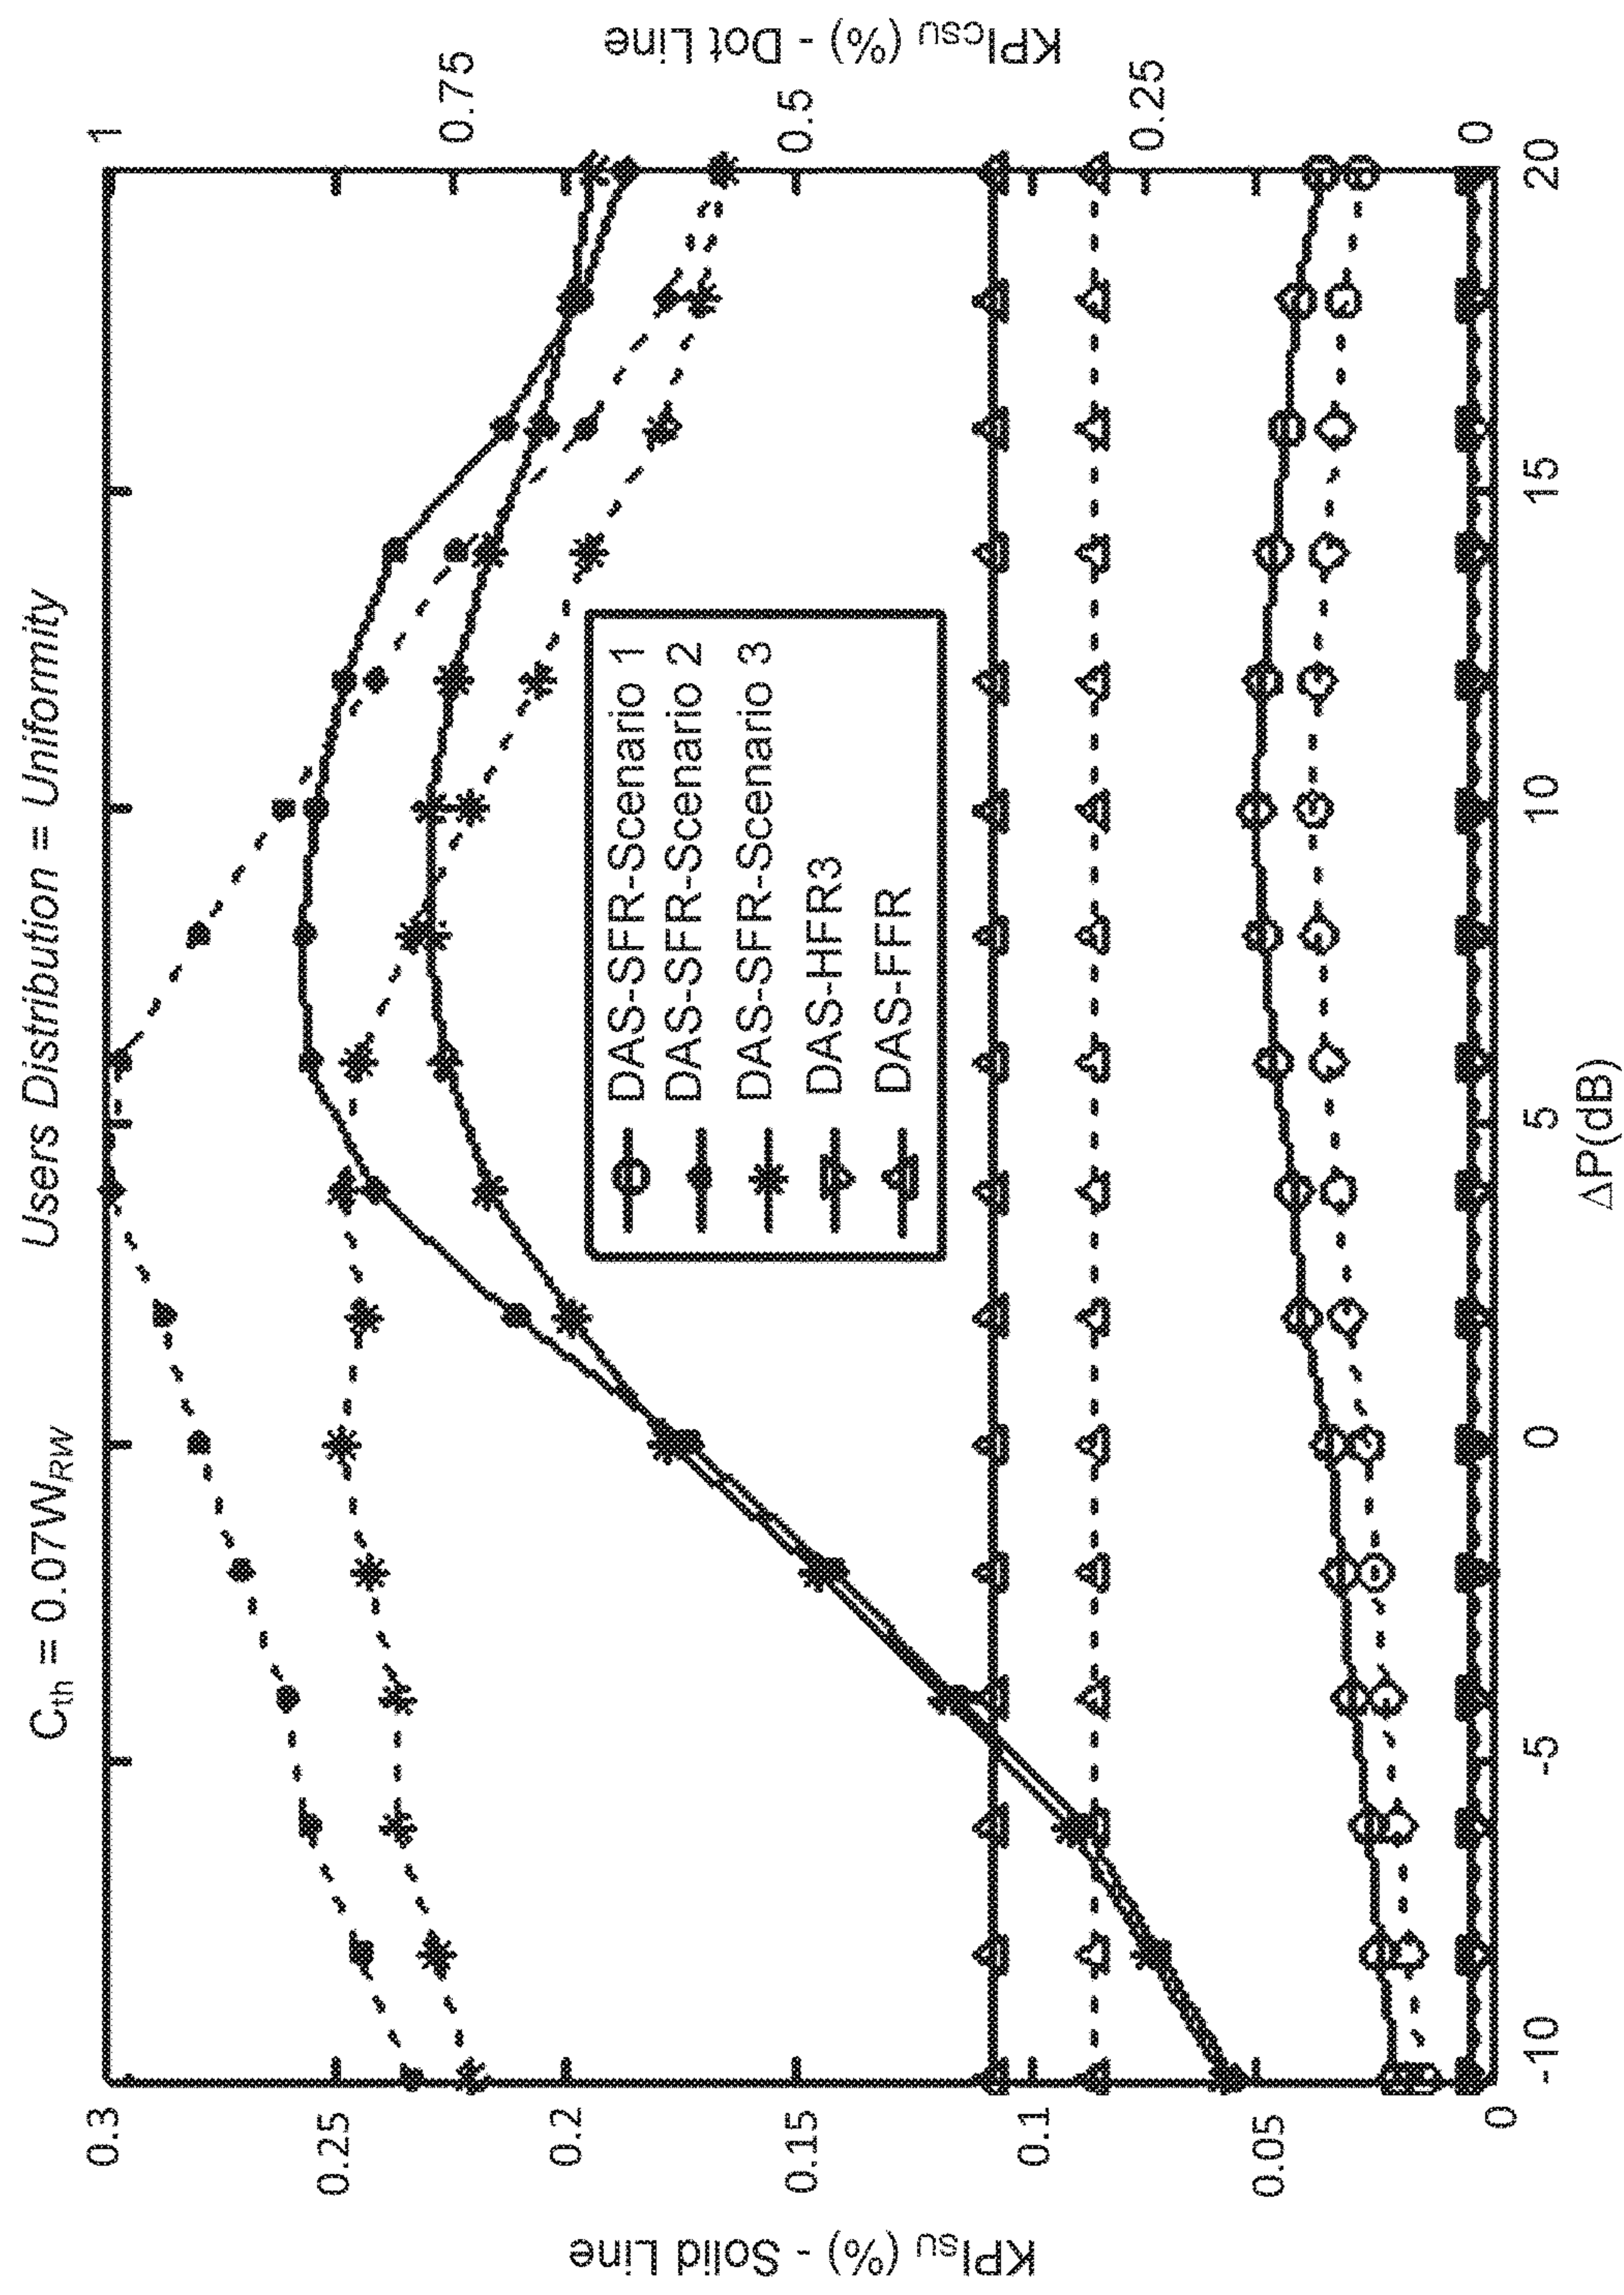 C_th = 0.07W_RW
Users Distribution = Uniformity
KPI_SU (%) - Solid Line
0.3
0.25
0.2
0.15
0.1
0.05
0
KPI_CSU (%) - Dot Line
1
0.75
0.5
0.25
0
DAS-SFR-Scenario 1
DAS-SFR-Scenario 2
DAS-SFR-Scenario 3
DAS-HFR3
DAS-FFR
-10
-5
0
5
10
15
20
ΔP(dB)